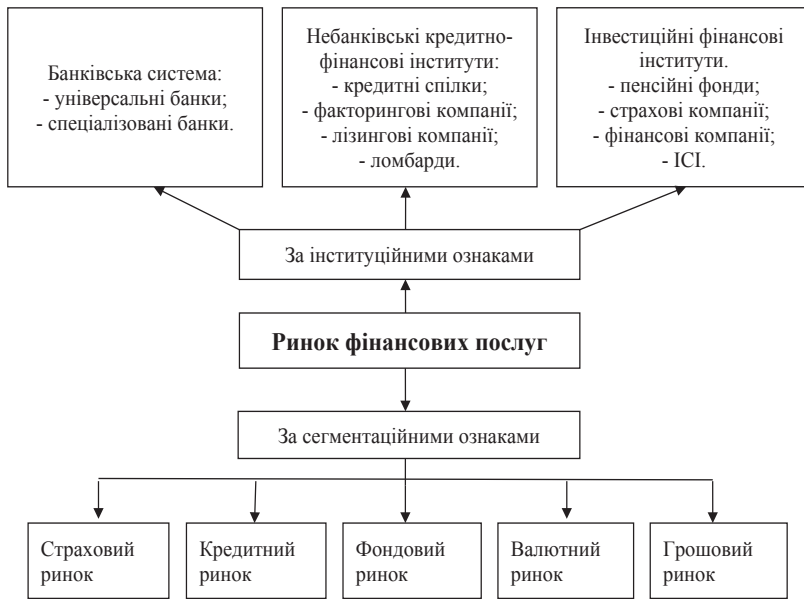 Банківська система:
- універсальні банки;
- спеціалізовані банки.
Небанківські кредитно-
фінансові інститути:
- кредитні спілки;
- факторингові компанії;
- лізингові компанії;
- ломбарди.
Інвестиційні фінансові
інститути.
- пенсійні фонди;
- страхові компанії;
- фінансові компанії;
- ІСІ.
За інституційними ознаками
Ринок фінансових послуг
За сегментаційними ознаками
Страховий
ринок
Кредитний
ринок
Фондовий
ринок
Валютний
ринок
Грошовий
ринок